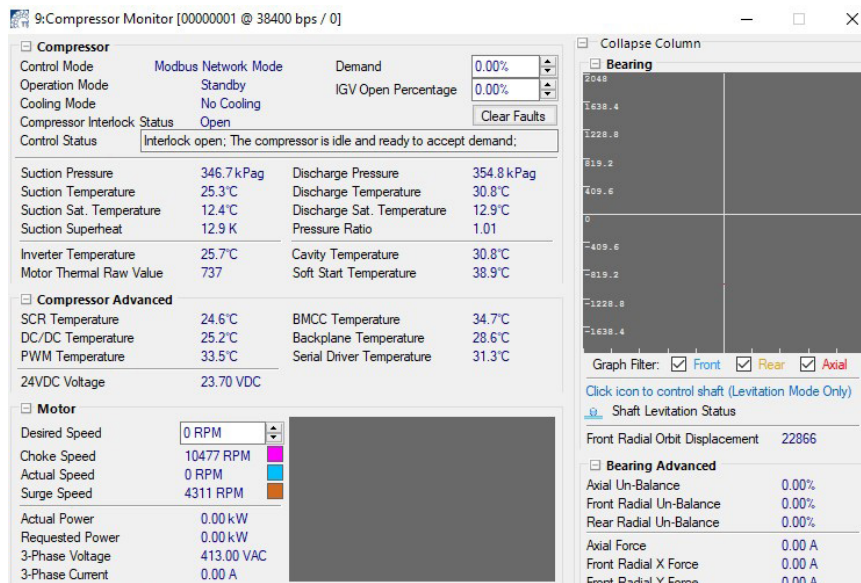 9:Compressor Monitor [00000001 @ 38400 bps / 0]
Compressor
Control Mode Modbus Network Mode Demand 0.00%
Operation Mode Standby IGV Open Percentage 0.00%
Cooling Mode No Cooling
Compressor Interlock Status Open Clear Faults
Control Status Interlock open; The compressor is idle and ready to accept demand;
Suction Pressure 346.7 kPag Discharge Pressure 354.8 kPag
Suction Temperature 25.3°C Discharge Temperature 30.8°C
Suction Sat. Temperature 12.4°C Discharge Sat. Temperature 12.9°C
Suction Superheat 12.9 K Pressure Ratio 1.01
Inverter Temperature 25.7°C Cavity Temperature 30.8°C
Motor Thermal Raw Value 737 Soft Start Temperature 38.9°C
Compressor Advanced
SCR Temperature 24.6°C BMCC Temperature 34.7°C
DC/DC Temperature 25.2°C Backplane Temperature 28.6°C
PWM Temperature 33.5°C Serial Driver Temperature 31.3°C
24VDC Voltage 23.70 VDC
Motor
Desired Speed 0 RPM
Choke Speed 10477 RPM
Actual Speed 0 RPM
Surge Speed 4311 RPM
Actual Power 0.00 kW
Requested Power 0.00 kW
3-Phase Voltage 413.00 VAC
3-Phase Current 0.00 A
Collapse Column
Bearing
2048
1638.4
1228.8
819.2
409.6
0
-409.6
-819.2
-1228.8
-1638.4
Graph Filter: Front Rear Axial
Click icon to control shaft (Levitation Mode Only)
Shaft Levitation Status
Front Radial Orbit Displacement 22866
Bearing Advanced
Axial Un-Balance 0.00%
Front Radial Un-Balance 0.00%
Rear Radial Un-Balance 0.00%
Axial Force 0.00 A
Front Radial X Force 0.00 A
Front Radial Y Force 0.00 A